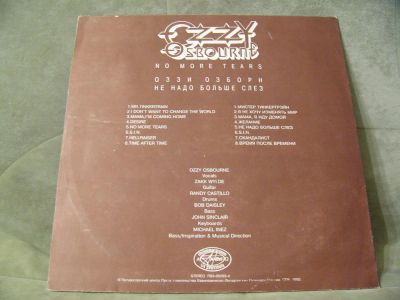 OZZY
OSBOURNE
NO MORE TEARS
ОЗЗИ ОЗБОРН
НЕ НАДО БОЛЬШЕ СЛЕЗ
1.MR.TINKERTRAIN
2.I DON'T WANT TO CHANGE THE WORLD
3.MAMA,I'M COMING HOME
4.DESIRE
5.NO MORE TEARS
6.S.I.N.
7.HELLRAISER
8.TIME AFTER TIME
1.МИСТЕР ТИНКЕРТРЭЙН
2.Я НЕ ХОЧУ ИЗМЕНЯТЬ МИР
3.МАМА, Я ИДУ ДОМОЙ
4.ЖЕЛАНИЕ
5.НЕ НАДО БОЛЬШЕ СЛЕЗ
6.S.I.N.
7.СКАНДАЛИСТ
8.ВРЕМЯ ПОСЛЕ ВРЕМЕНИ
OZZY OSBOURNE
Vocals
ZAKK WYLDE
Guitar
RANDY CASTILLO
Drums
BOB DAISLEY
Bass
JOHN SINCLAIR
Keyboards
MICHAEL INEZ
Bass/Inspiration & Musical Direction
STEREO